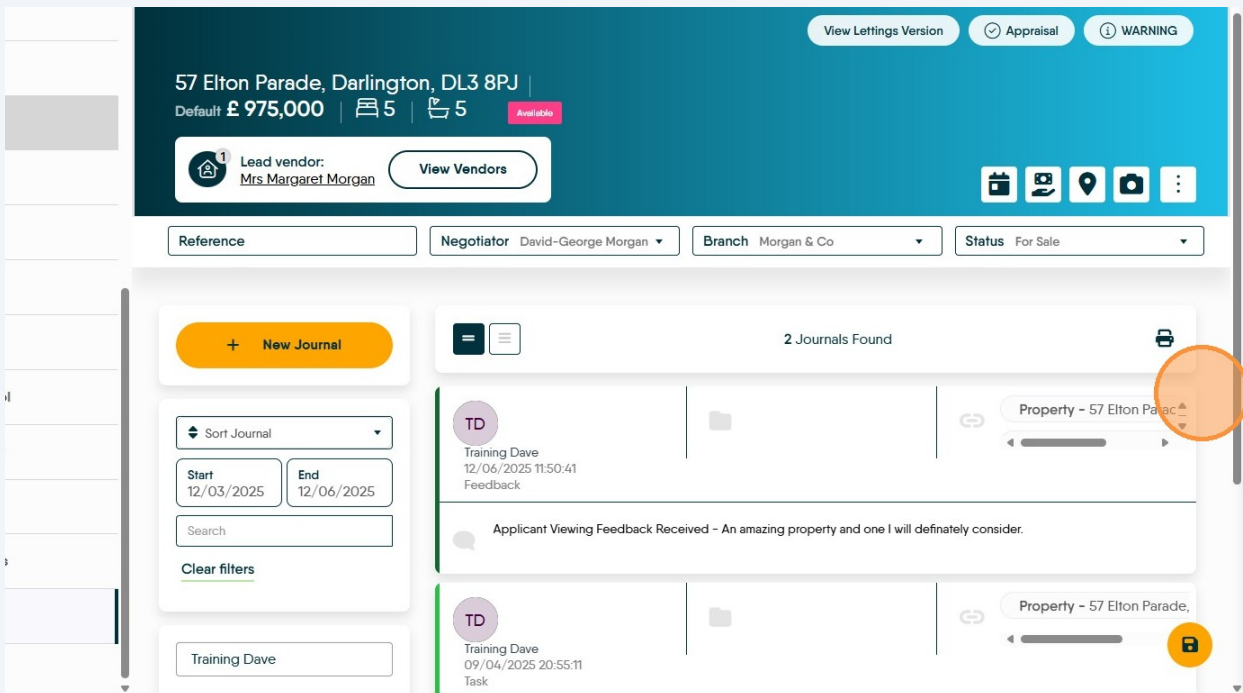 View Lettings Version
Appraisal
WARNING
57 Elton Parade, Darlington, DL3 8PJ
Default £ 975,000 5 5 Available
1
Lead vendor:
Mrs Margaret Morgan
View Vendors
Reference
Negotiator David-George Morgan
Branch Morgan & Co
Status For Sale
+ New Journal
2 Journals Found
Sort Journal
Start
12/03/2025
End
12/06/2025
Search
Clear filters
Training Dave
TD
Training Dave
12/06/2025 11:50:41
Feedback
Property - 57 Elton Parac
Applicant Viewing Feedback Received - An amazing property and one I will definately consider.
TD
Training Dave
09/04/2025 20:55:11
Task
Property - 57 Elton Parade,